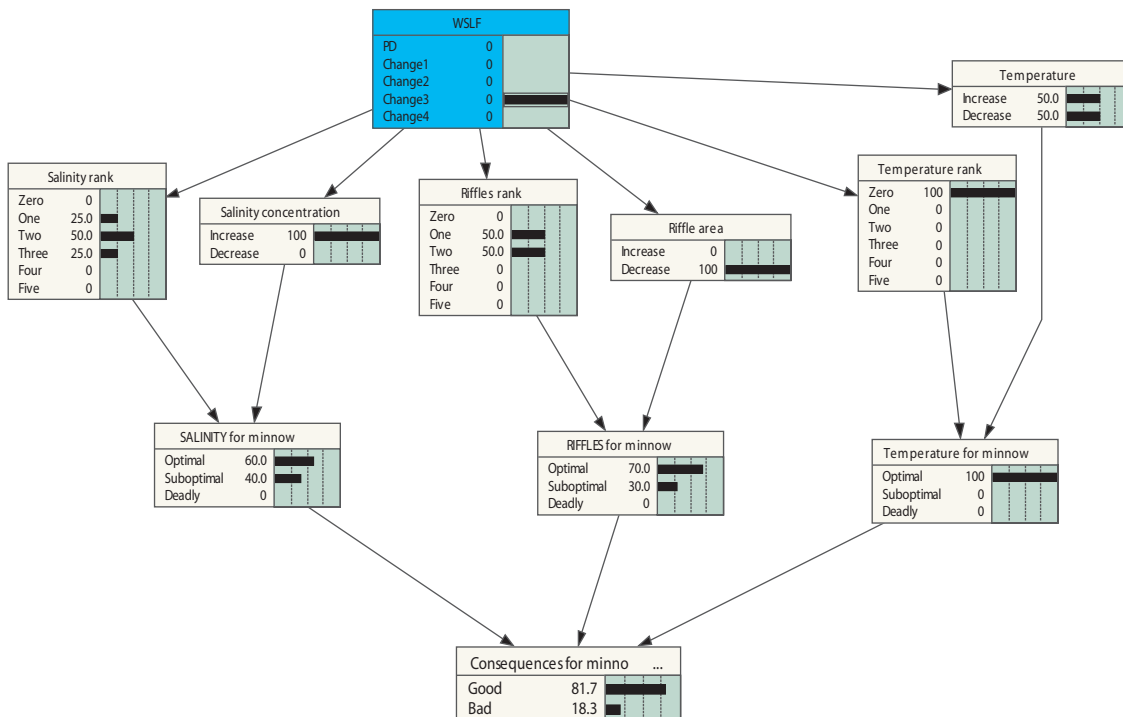 WSLF
PD 0
Change1 0
Change2 0
Change3 0
Change4 0
Temperature
Increase 50.0
Decrease 50.0
Salinity rank
Zero 0
One 25.0
Two 50.0
Three 25.0
Four 0
Five 0
Salinity concentration
Increase 100
Decrease 0
Riffles rank
Zero 0
One 50.0
Two 50.0
Three 0
Four 0
Five 0
Riffle area
Increase 0
Decrease 100
Temperature rank
Zero 100
One 0
Two 0
Three 0
Four 0
Five 0
SALINITY for minnow
Optimal 60.0
Suboptimal 40.0
Deadly 0
RIFFLES for minnow
Optimal 70.0
Suboptimal 30.0
Deadly 0
Temperature for minnow
Optimal 100
Suboptimal 0
Deadly 0
Consequences for minno ...
Good 81.7
Bad 18.3